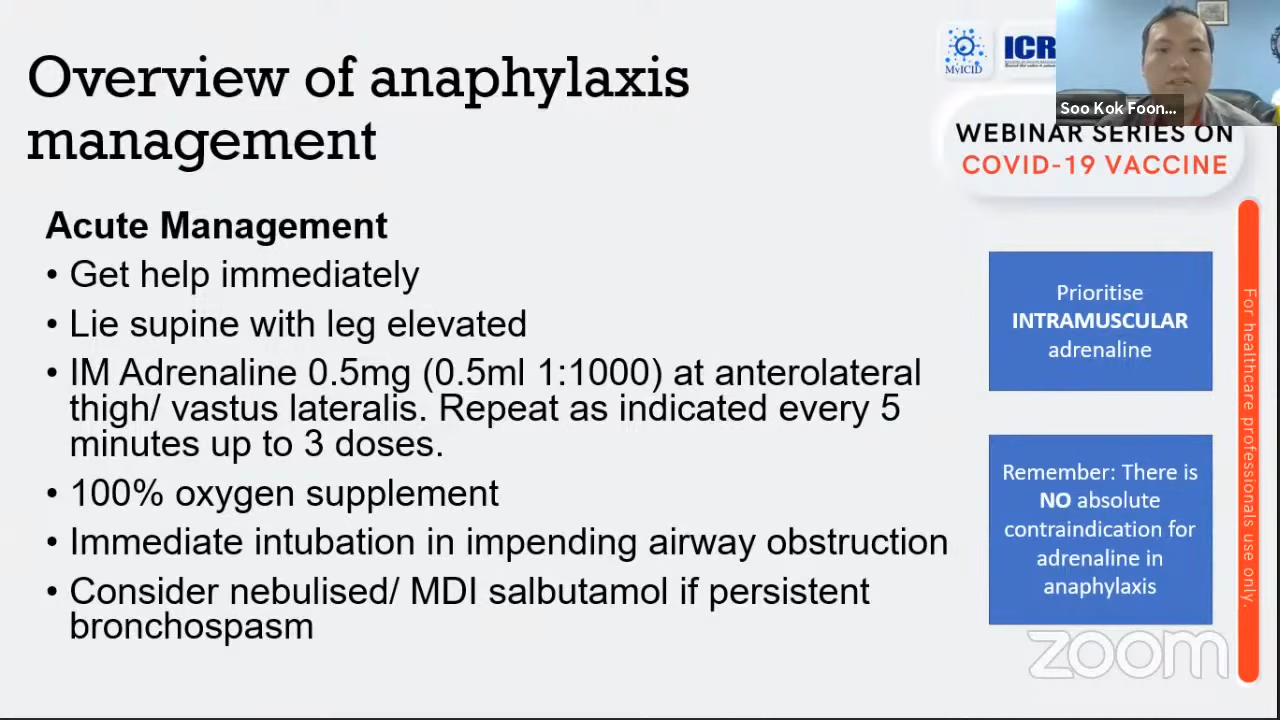 Overview of anaphylaxis
management
Acute Management
• Get help immediately
• Lie supine with leg elevated
• IM Adrenaline 0.5mg (0.5ml 1:1000) at anterolateral
thigh/ vastus lateralis. Repeat as indicated every 5
minutes up to 3 doses.
• 100% oxygen supplement
• Immediate intubation in impending airway obstruction
• Consider nebulised/ MDI salbutamol if persistent
bronchospasm
MyICID
ICR
Soo Kok Foon...
WEBINAR SERIES ON
COVID-19 VACCINE
Prioritise
INTRAMUSCULAR
adrenaline
Remember: There is
NO absolute
contraindication for
adrenaline in
anaphylaxis
For healthcare professionals use only.
zoom